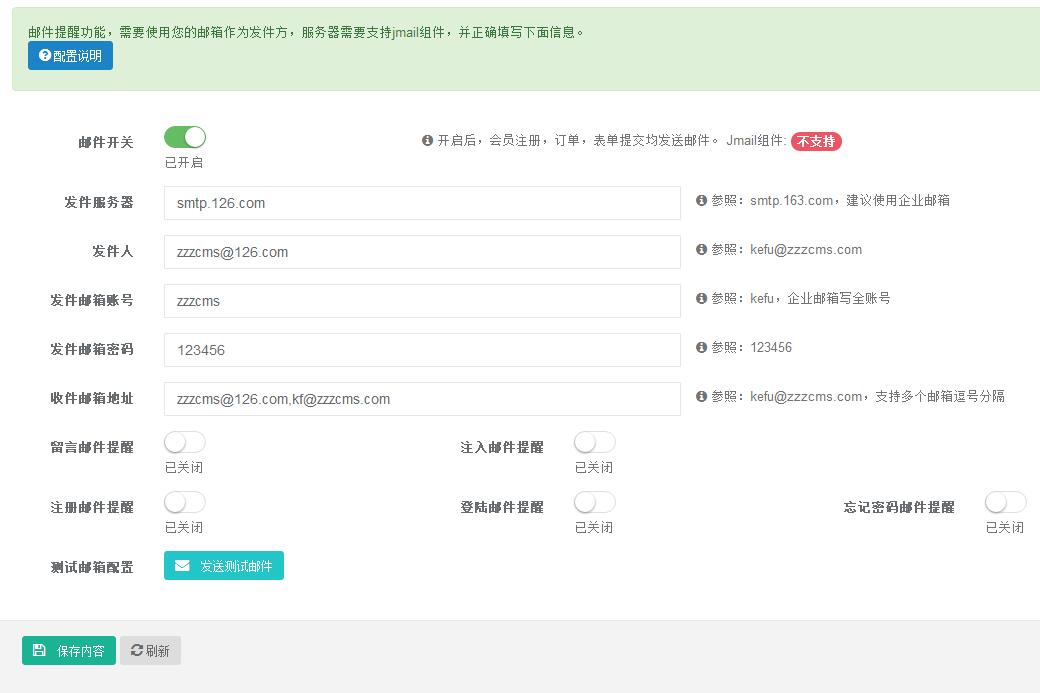 邮件提醒功能，需要使用您的邮箱作为发件方，服务器需要支持jmail组件，并正确填写下面信息。
配置说明
邮件开关
已开启
开启后，会员注册，订单，表单提交均发送邮件。 Jmail组件: 不支持
发件服务器 smtp.126.com 参照：smtp.163.com，建议使用企业邮箱
发件人 zzzcms@126.com 参照：kefu@zzzcms.com
发件邮箱账号 zzzcms 参照：kefu，企业邮箱写全账号
发件邮箱密码 123456 参照：123456
收件邮箱地址 zzzcms@126.com,kf@zzzcms.com 参照：kefu@zzzcms.com，支持多个邮箱逗号分隔
留言邮件提醒 注入邮件提醒
已关闭 已关闭
注册邮件提醒 登陆邮件提醒 忘记密码邮件提醒
已关闭 已关闭 已关闭
测试邮箱配置 发送测试邮件
保存内容 刷新